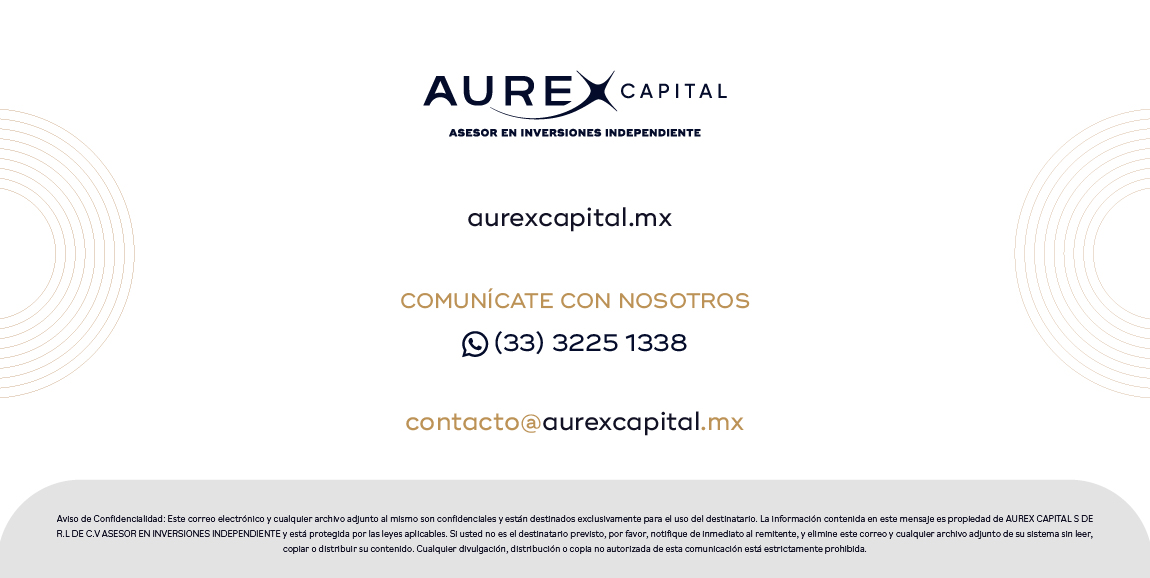 AUREX CAPITAL
ASESOR EN INVERSIONES INDEPENDIENTE
aurexcapital.mx
COMUNÍCATE CON NOSOTROS
(33) 3225 1338
contacto@aurexcapital.mx
Aviso de Confidencialidad: Este correo electrónico y cualquier archivo adjunto al mismo son confidenciales y están destinados exclusivamente para el uso del destinatario. La información contenida en este mensaje es propiedad de AUREX CAPITAL S DE
R.L DE C.V ASESOR EN INVERSIONES INDEPENDIENTE y está protegida por las leyes aplicables. Si usted no es el destinatario previsto, por favor, notifique de inmediato al remitente, y elimine este correo y cualquier archivo adjunto de su sistema sin leer,
copiar o distribuir su contenido. Cualquier divulgación, distribución o copia no autorizada de esta comunicación está estrictamente prohibida.